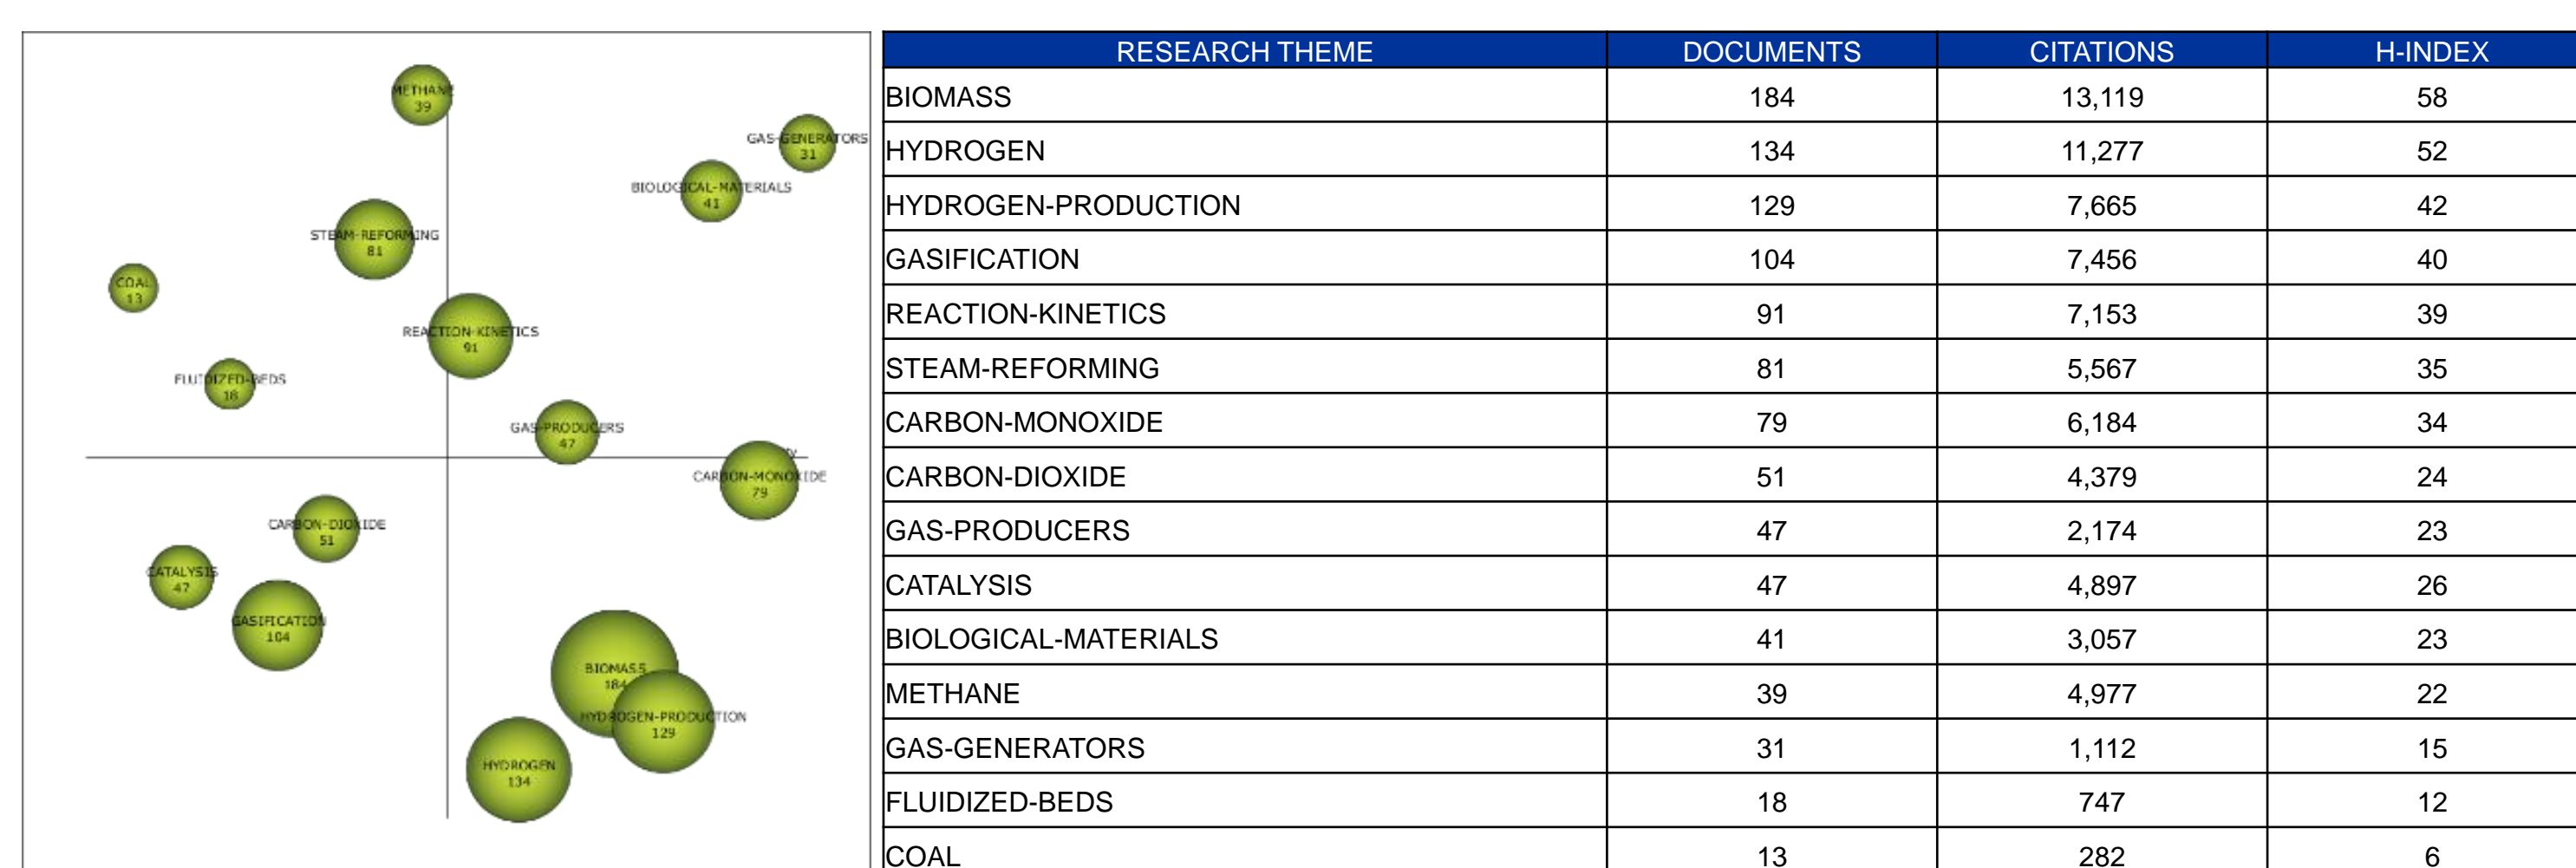 METHANE
39
GAS-GENERATORS
31
BIOLOGICAL-MATERIALS
41
STEAM-REFORMING
81
COAL
13
REACTION-KINETICS
91
FLUIDIZED-BEDS
18
GAS-PRODUCERS
47
CARBON-MONOXIDE
79
CARBON-DIOXIDE
51
CATALYSIS
47
GASIFICATION
104
BIOMASS
184
HYDROGEN-PRODUCTION
129
HYDROGEN
134
RESEARCH THEME DOCUMENTS CITATIONS H-INDEX
BIOMASS 184 13,119 58
HYDROGEN 134 11,277 52
HYDROGEN-PRODUCTION 129 7,665 42
GASIFICATION 104 7,456 40
REACTION-KINETICS 91 7,153 39
STEAM-REFORMING 81 5,567 35
CARBON-MONOXIDE 79 6,184 34
CARBON-DIOXIDE 51 4,379 24
GAS-PRODUCERS 47 2,174 23
CATALYSIS 47 4,897 26
BIOLOGICAL-MATERIALS 41 3,057 23
METHANE 39 4,977 22
GAS-GENERATORS 31 1,112 15
FLUIDIZED-BEDS 18 747 12
COAL 13 282 6